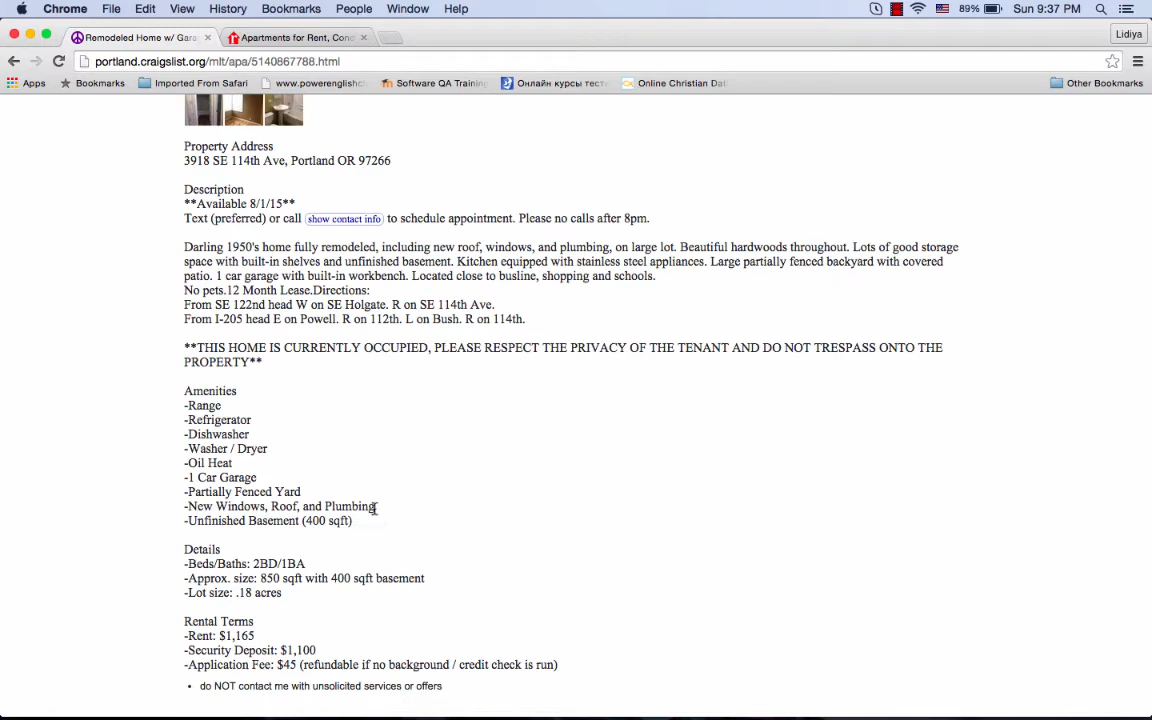 Chrome File Edit View History Bookmarks People Window Help 89% Sun 9:37 PM
Remodeled Home w/ Gara Apartments for Rent, Cond Lidiya
portland.craigslist.org/mlt/apa/5140867788.html
Apps Bookmarks Imported From Safari www.powerenglishcl Software QA Training Онлайн курсы тест Online Christian Dat Other Bookmarks
Property Address
3918 SE 114th Ave, Portland OR 97266
Description
**Available 8/1/15**
Text (preferred) or call show contact info to schedule appointment. Please no calls after 8pm.
Darling 1950's home fully remodeled, including new roof, windows, and plumbing, on large lot. Beautiful hardwoods throughout. Lots of good storage
space with built-in shelves and unfinished basement. Kitchen equipped with stainless steel appliances. Large partially fenced backyard with covered
patio. 1 car garage with built-in workbench. Located close to busline, shopping and schools.
No pets.12 Month Lease.Directions:
From SE 122nd head W on SE Holgate. R on SE 114th Ave.
From I-205 head E on Powell. R on 112th. L on Bush. R on 114th.
**THIS HOME IS CURRENTLY OCCUPIED, PLEASE RESPECT THE PRIVACY OF THE TENANT AND DO NOT TRESPASS ONTO THE
PROPERTY**
Amenities
-Range
-Refrigerator
-Dishwasher
-Washer / Dryer
-Oil Heat
-1 Car Garage
-Partially Fenced Yard
-New Windows, Roof, and Plumbing
-Unfinished Basement (400 sqft)
Details
-Beds/Baths: 2BD/1BA
-Approx. size: 850 sqft with 400 sqft basement
-Lot size: .18 acres
Rental Terms
-Rent: $1,165
-Security Deposit: $1,100
-Application Fee: $45 (refundable if no background / credit check is run)
• do NOT contact me with unsolicited services or offers